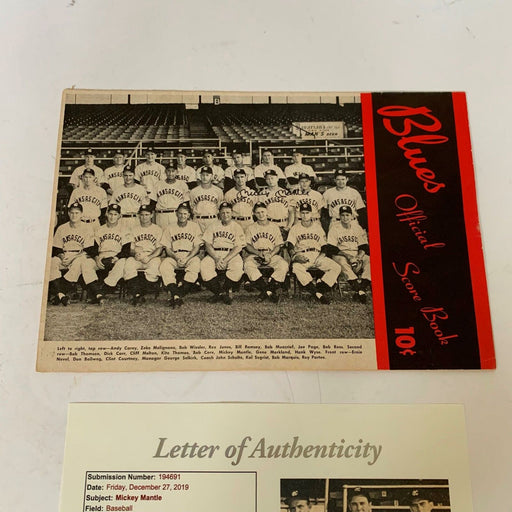 Blues
Official
Score Book
10¢
KANSAS CITY
Mickey Mantle
Left to right, top row—Andy Carey, Zeke Melignano, Bob Wiesler, Rex Jones, Bill Ramsey, Bob Muncrief, Joe Page, Bob Ross. Second
row—Bob Thomson, Dick Carr, Cliff Melton, Kite Thomas, Bob Cerv, Mickey Mantle, Gene Markland, Hank Wyse. Front row—Ernie
Nevel, Don Bollweg, Clint Courtney, Manager George Selkirk, Coach John Schulte, Kal Segrist, Bob Marquis, Roy Partee.
Letter of Authenticity
Submission Number: 194691
Date: Friday, December 27, 2019
Subject: Mickey Mantle
Field: Baseball